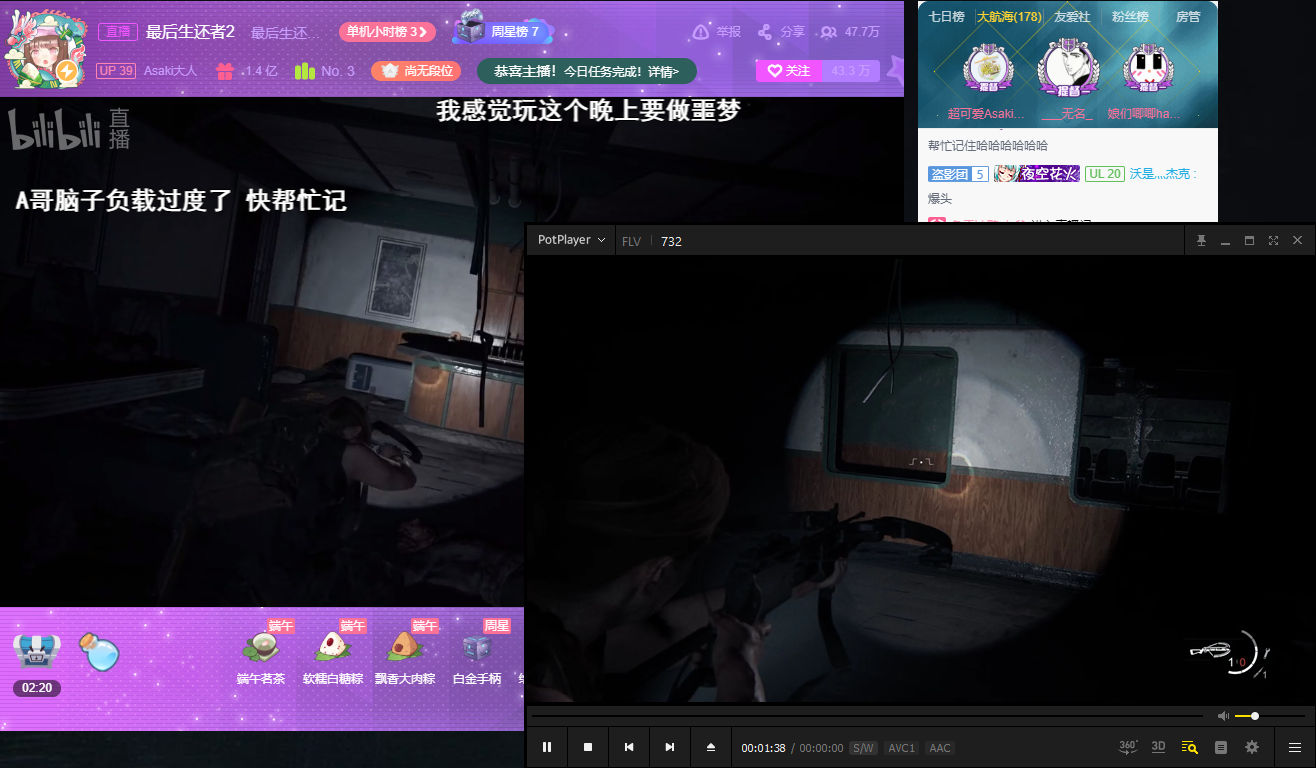 直播 最后生还者2 最后生还... 单机小时榜 3 周星榜 7 举报 分享 47.7万
UP 39 Asaki大人 1.4 亿 No. 3 尚无段位 恭喜主播！今日任务完成！详情> 关注 43.3 万
bilibili 直播
我感觉玩这个晚上要做噩梦
A哥脑子负载过度了 快帮忙记
七日榜 大航海(178) 友爱社 粉丝榜 房管
提督 提督 提督
超可爱Asaki... ___无名_ 娘们唧唧ha...
帮忙记住哈哈哈哈哈哈
盗影团 5 夜空花火 UL 20 沃是灬杰克 :
爆头
PotPlayer FLV 732
1 0
1
端午 端午 端午 周星
端午茗茶 软糯白糖粽 飘香大肉粽 白金手柄
02:20
00:01:38 / 00:00:00 S/W AVC1 AAC 360° 3D